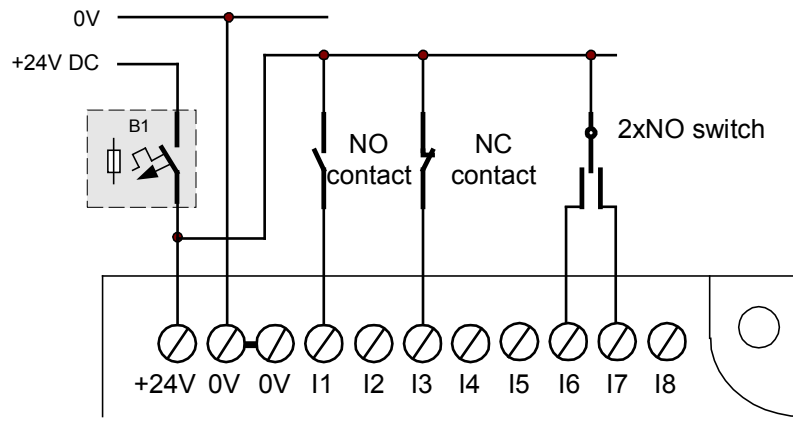 0V
+24V DC
B1
NO
contact
NC
contact
2xNO switch
+24V 0V 0V I1 I2 I3 I4 I5 I6 I7 I8